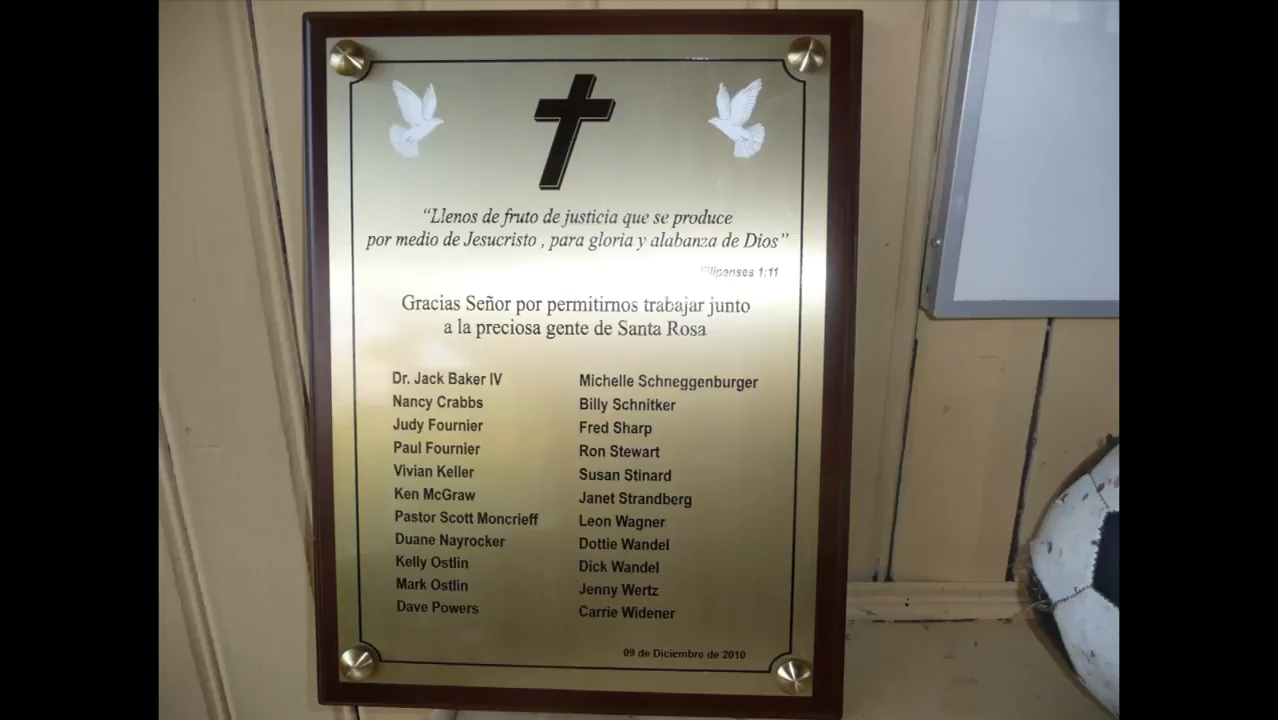 “Llenos de fruto de justicia que se produce
por medio de Jesucristo , para gloria y alabanza de Dios”
Filipenses 1:11
Gracias Señor por permitirnos trabajar junto
a la preciosa gente de Santa Rosa
Dr. Jack Baker IV
Nancy Crabbs
Judy Fournier
Paul Fournier
Vivian Keller
Ken McGraw
Pastor Scott Moncrieff
Duane Nayrocker
Kelly Ostlin
Mark Ostlin
Dave Powers
Michelle Schneggenburger
Billy Schnitker
Fred Sharp
Ron Stewart
Susan Stinard
Janet Strandberg
Leon Wagner
Dottie Wandel
Dick Wandel
Jenny Wertz
Carrie Widener
09 de Diciembre de 2010